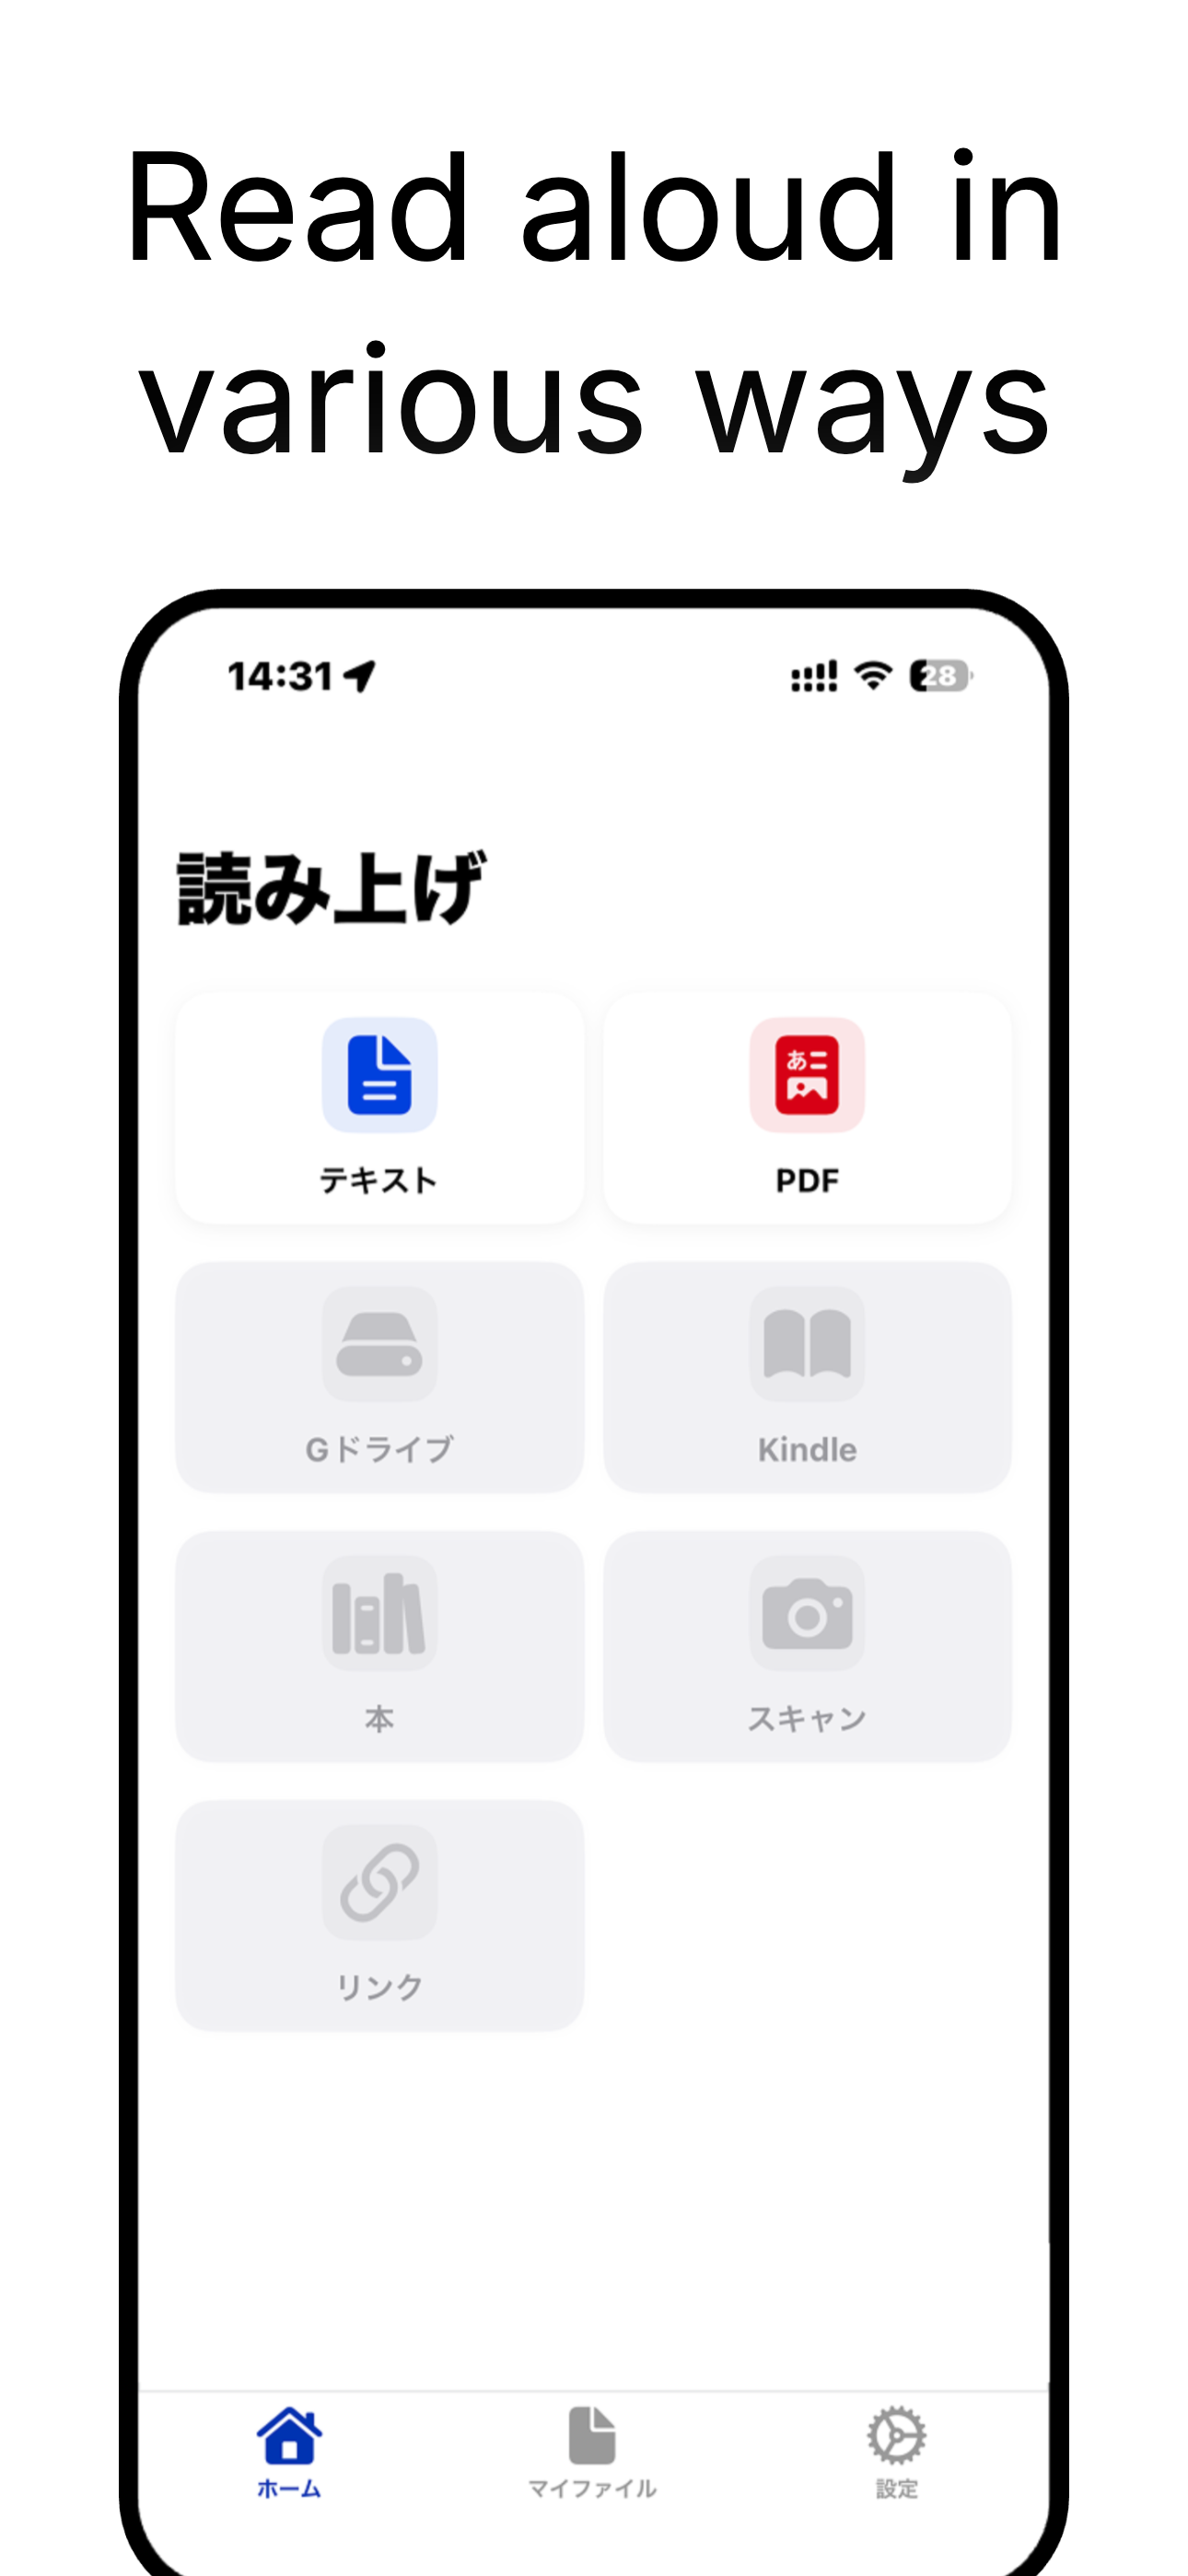 Read aloud in
various ways
14:31
28
読み上げ
あ
テキスト
PDF
Gドライブ
Kindle
本
スキャン
リンク
ホーム
マイファイル
設定